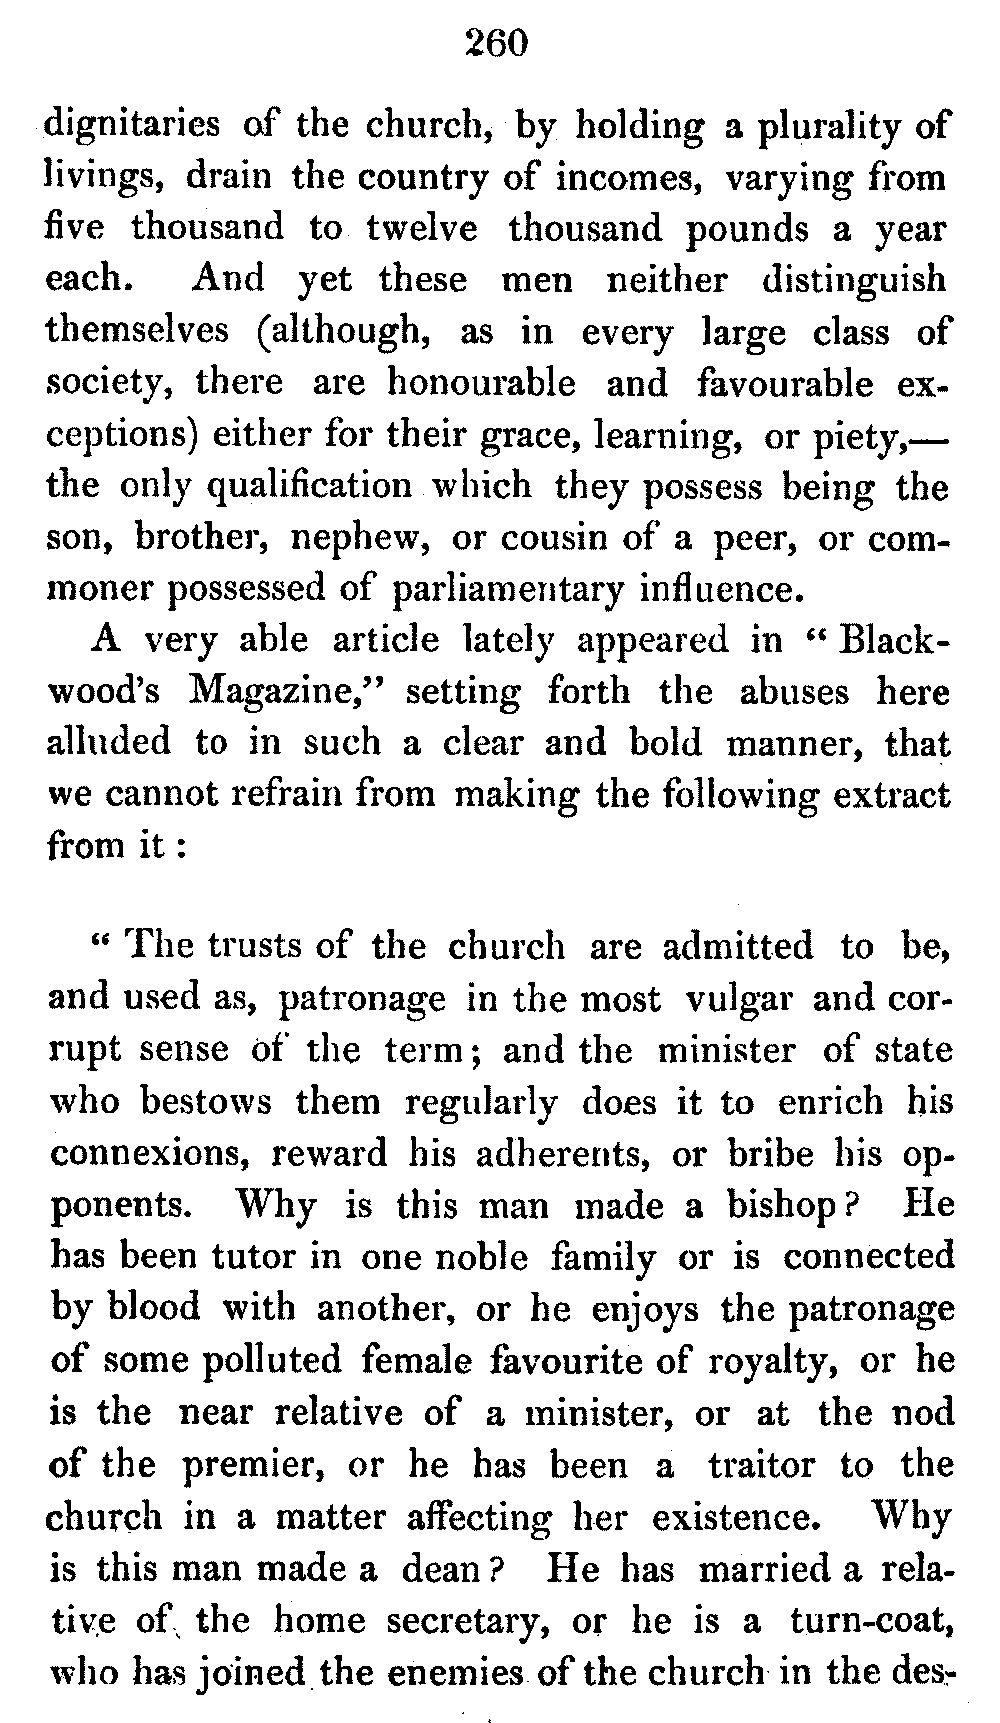 260
dignitaries of the church, by holding a plurality of
livings, drain the country of incomes, varying from
five thousand to twelve thousand pounds a year
each. And yet these men neither distinguish
themselves (although, as in every large class of
society, there are honourable and favourable ex-
ceptions) either for their grace, learning, or piety,—
the only qualification which they possess being the
son, brother, nephew, or cousin of a peer, or com-
moner possessed of parliamentary influence.
A very able article lately appeared in “ Black-
wood's Magazine,” setting forth the abuses here
alluded to in such a clear and bold manner, that
we cannot refrain from making the following extract
from it :
“ The trusts of the church are admitted to be,
and used as, patronage in the most vulgar and cor-
rupt sense of the term; and the minister of state
who bestows them regularly does it to enrich his
connexions, reward his adherents, or bribe his op-
ponents. Why is this man made a bishop? He
has been tutor in one noble family or is connected
by blood with another, or he enjoys the patronage
of some polluted female favourite of royalty, or he
is the near relative of a minister, or at the nod
of the premier, or he has been a traitor to the
church in a matter affecting her existence. Why
is this man made a dean? He has married a rela-
tive of the home secretary, or he is a turn-coat,
who has joined the enemies of the church in the des-